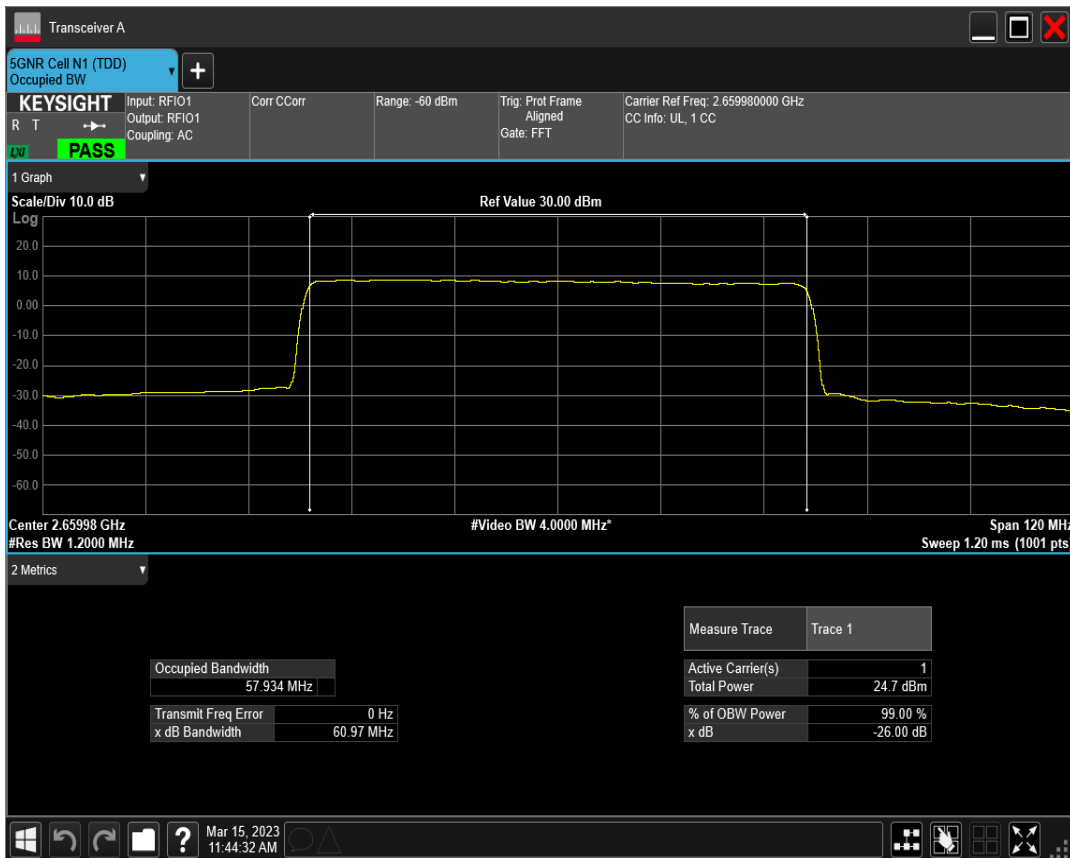 Transceiver A
5GNR Cell N1 (TDD)
Occupied BW
+
KEYSIGHT
R T
LXI
PASS
Input: RFIO1
Output: RFIO1
Coupling: AC
Corr CCorr
Range: -60 dBm
Trig: Prot Frame
Aligned
Gate: FFT
Carrier Ref Freq: 2.659980000 GHz
CC Info: UL, 1 CC
1 Graph
Scale/Div 10.0 dB
Ref Value 30.00 dBm
Log
20.0
10.0
0.00
-10.0
-20.0
-30.0
-40.0
-50.0
-60.0
Center 2.65998 GHz
#Video BW 4.0000 MHz*
Span 120 MHz
#Res BW 1.2000 MHz
Sweep 1.20 ms (1001 pts)
2 Metrics
Measure Trace Trace 1
Occupied Bandwidth
57.934 MHz
Active Carrier(s) 1
Total Power 24.7 dBm
Transmit Freq Error 0 Hz
x dB Bandwidth 60.97 MHz
% of OBW Power 99.00 %
x dB -26.00 dB
?
Mar 15, 2023
11:44:32 AM